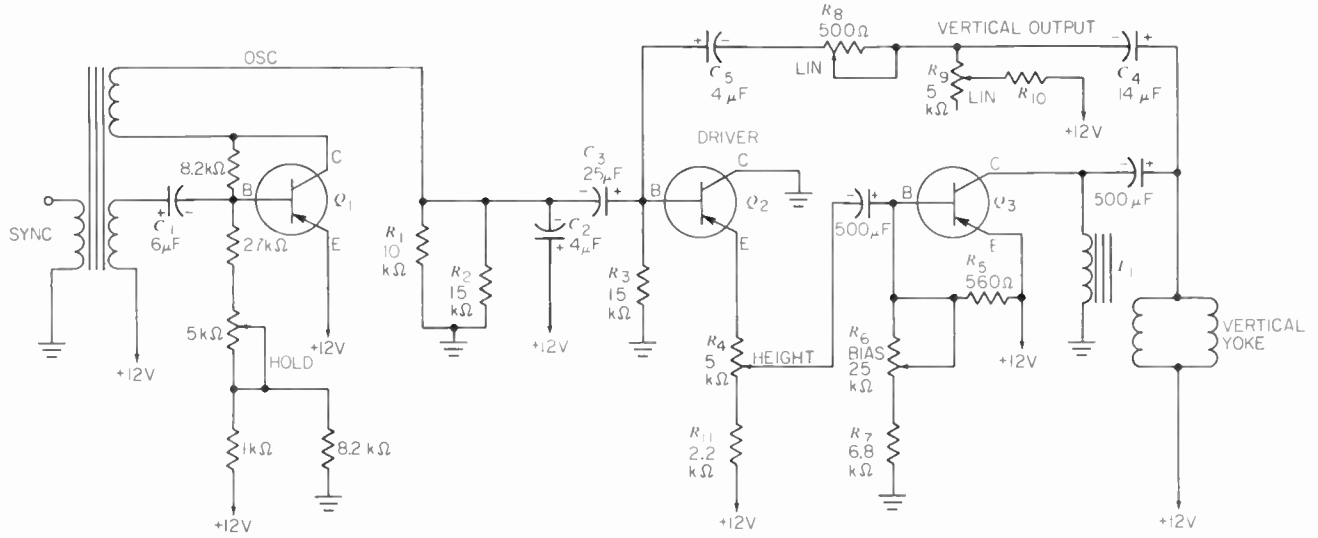 OSC
SYNC
+ -
C1
6μF
+12V
8.2kΩ
B
C
E
Q1
27kΩ
5kΩ
HOLD
+12V
1kΩ
8.2 kΩ
+12V
R1
10
kΩ
R2
15
kΩ
- +
C2
4μF
+12V
C3
25μF
- +
R3
15
kΩ
+ -
C5
4μF
R8
500Ω
LIN
VERTICAL OUTPUT
R9
5
kΩ
LIN
R10
+12V
- +
C4
14μF
DRIVER
B
C
E
Q2
R4
5
kΩ
HEIGHT
R11
2.2
kΩ
+12V
- +
500μF
B
C
E
Q3
R5
560Ω
+12V
R6
BIAS
25
kΩ
R7
6.8
kΩ
- +
500μF
VERTICAL
YOKE
+12V